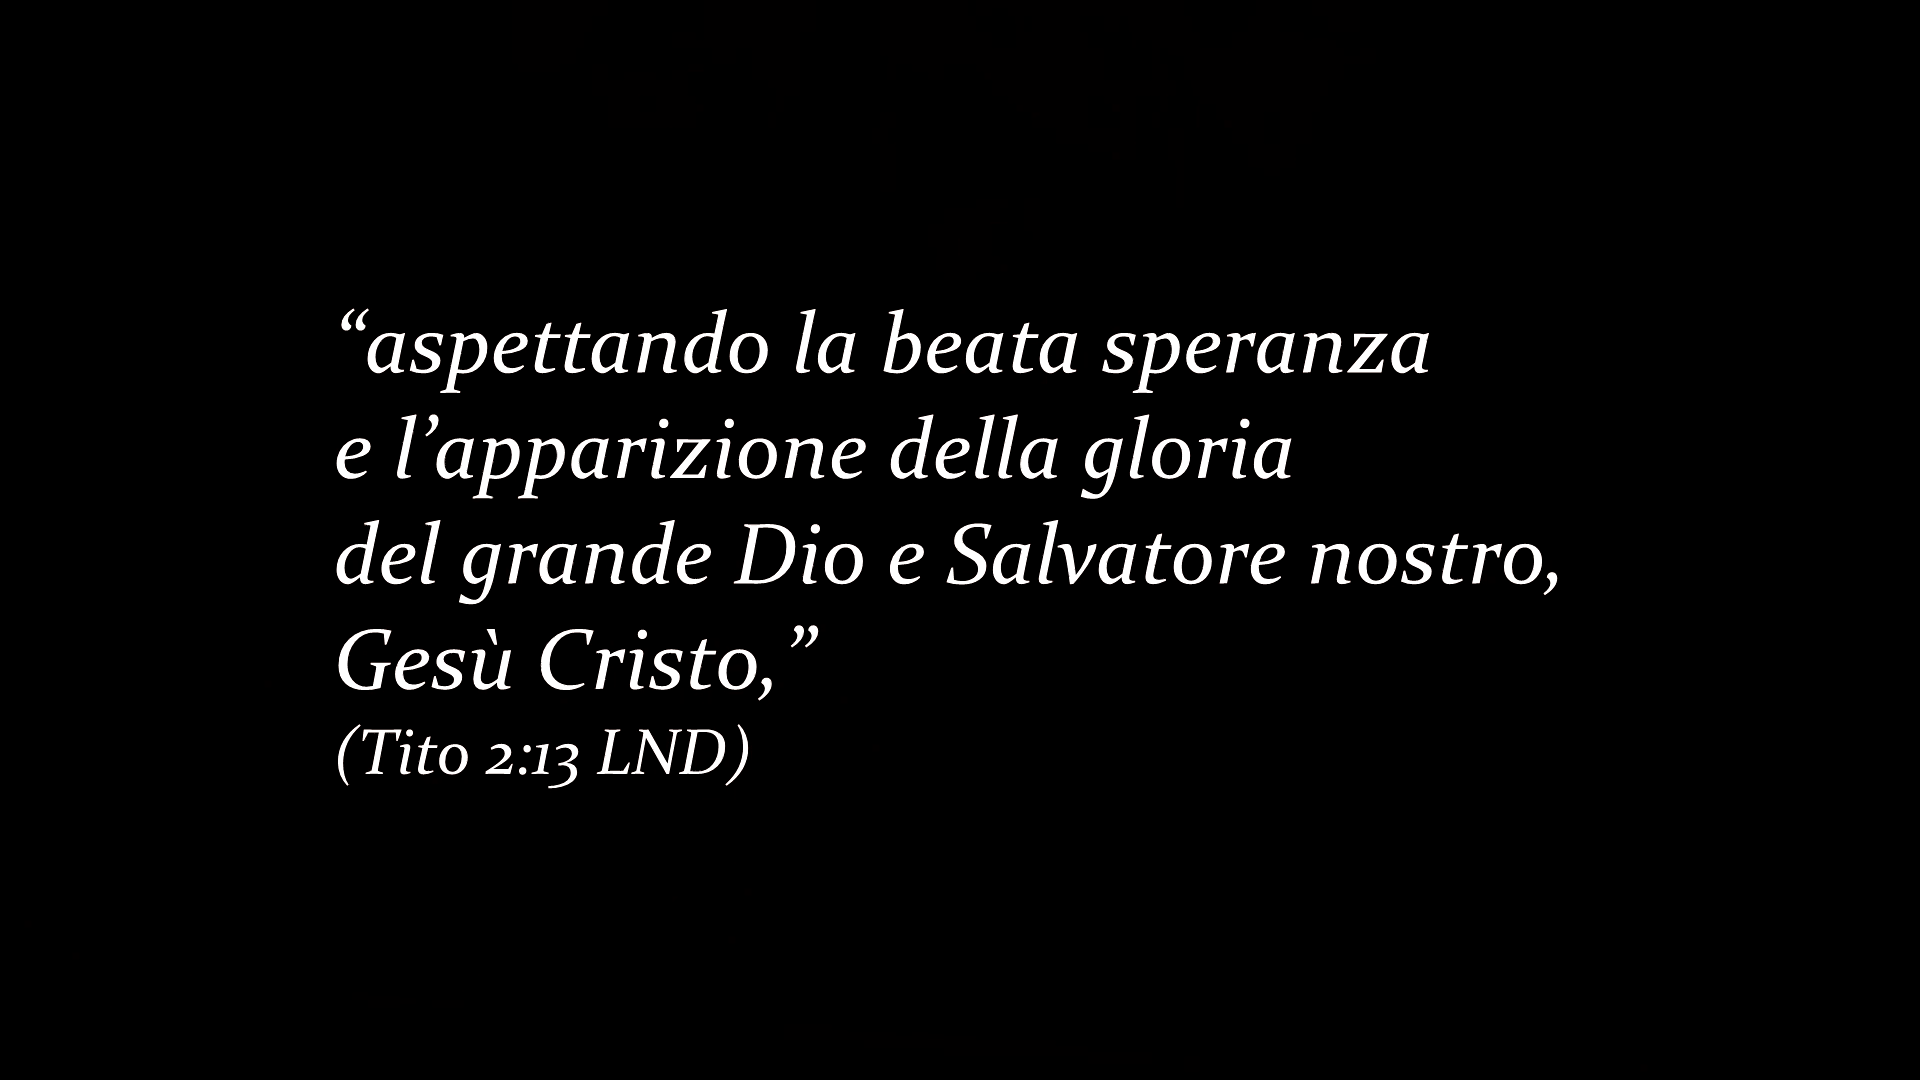 “aspettando la beata speranza
e l’apparizione della gloria
del grande Dio e Salvatore nostro,
Gesù Cristo,”
(Tito 2:13 LND)